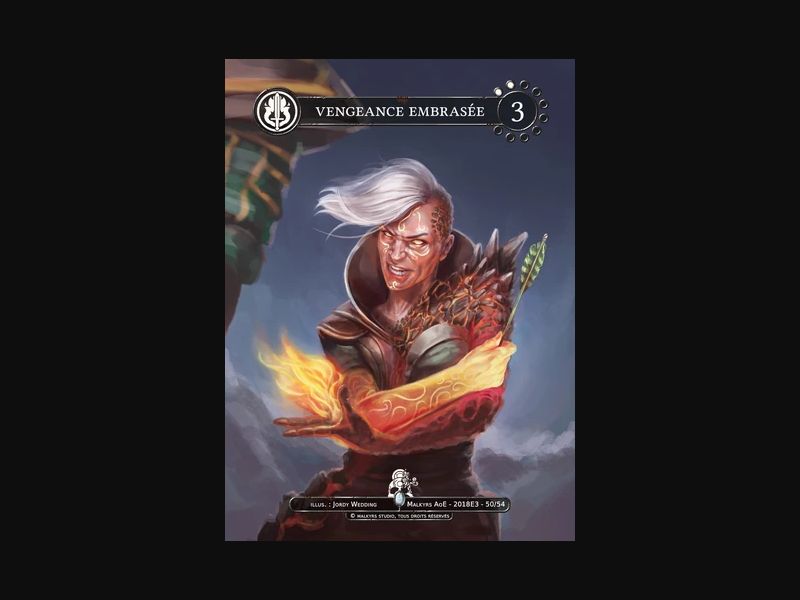 VENGEANCE EMBRASÉE 3
illus. : Jordy Wedding Malkyrs AoE - 2018E3 - 50/54
© malkyrs studio, tous droits réservés